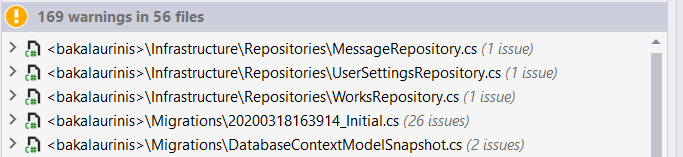 169 warnings in 56 files
<bakalaurinis>\Infrastructure\Repositories\MessageRepository.cs (1 issue)
<bakalaurinis>\Infrastructure\Repositories\UserSettingsRepository.cs (1 issue)
<bakalaurinis>\Infrastructure\Repositories\WorksRepository.cs (1 issue)
<bakalaurinis>\Migrations\20200318163914_Initial.cs (26 issues)
<bakalaurinis>\Migrations\DatabaseContextModelSnapshot.cs (2 issues)